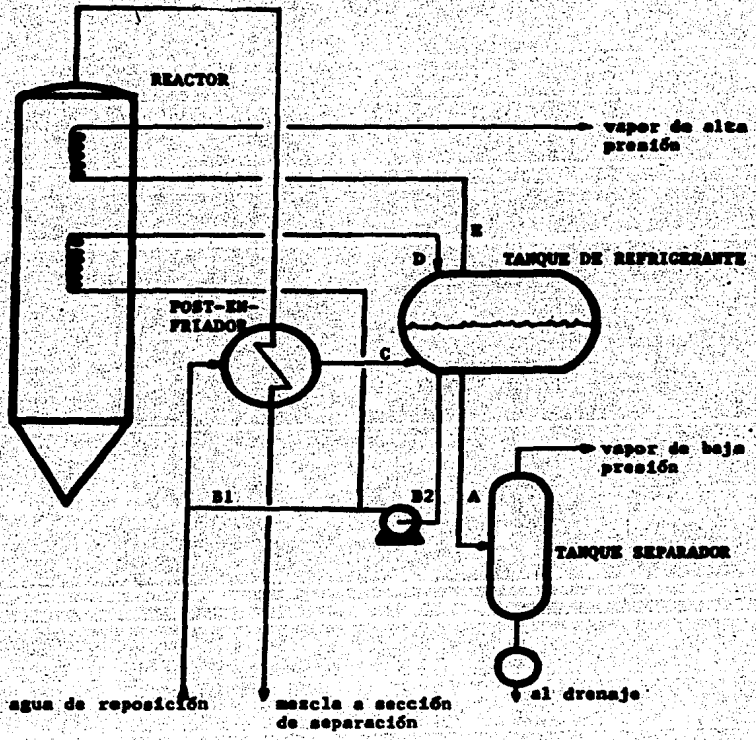 REACTOR
vapor de alta
presión
E
D
TANQUE DE REFRIGERANTE
POST-EN-
FRIADOR
C
vapor de baja
presión
B1
B2
A
TANQUE SEPARADOR
agua de reposición
mezcla a sección
de separación
al drenaje